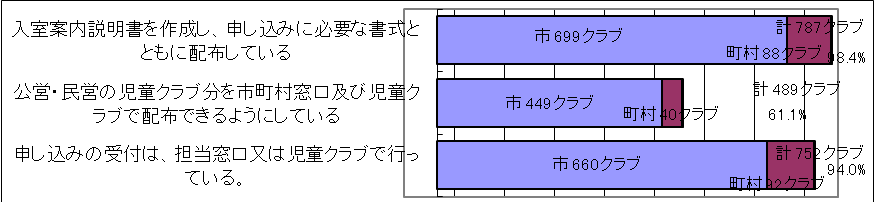 入室案内説明書を作成し、申し込みに必要な書式と
ともに配布している
市 699クラブ
計 787クラブ
町村 88クラブ
98.4%
公営・民営の児童クラブ分を市町村窓口及び児童ク
ラブで配布できるようにしている
市 449クラブ
町村 40クラブ
計 489クラブ
61.1%
申し込みの受付は、担当窓口又は児童クラブで行っ
ている。
市 660クラブ
計 752クラブ
町村 92クラブ
94.0%